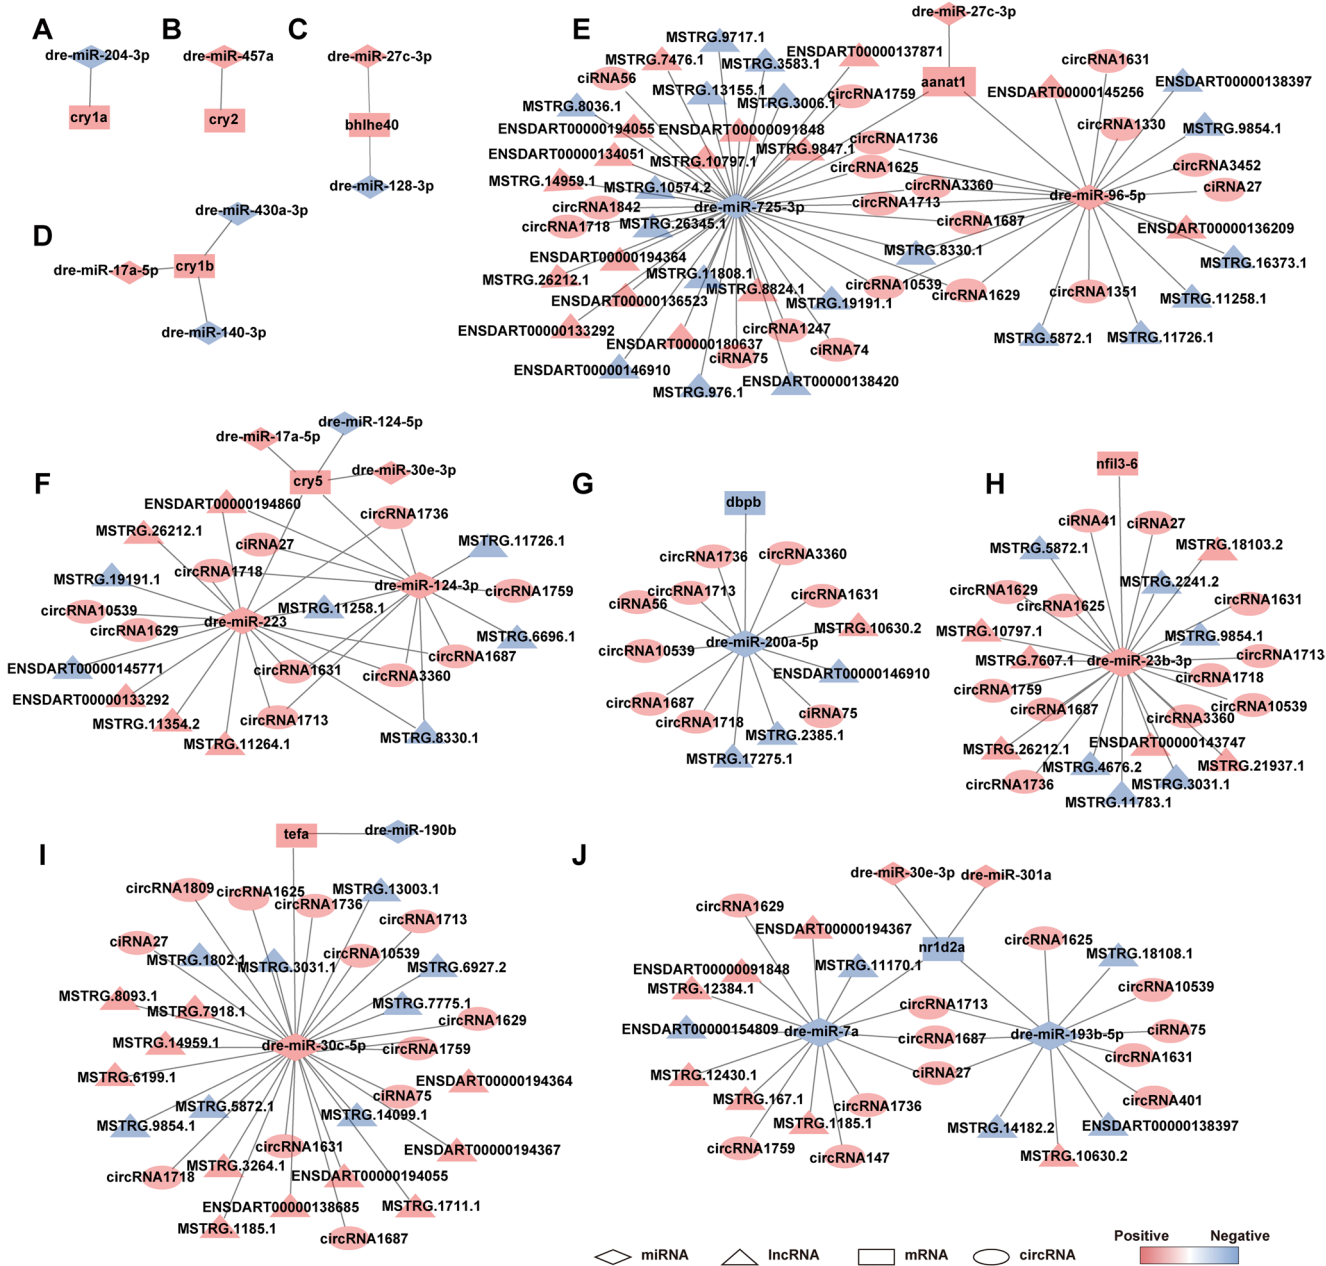 A
dre-miR-204-3p
cry1a
B
dre-miR-457a
cry2
C
dre-miR-27c-3p
bhlhe40
dre-miR-128-3p
D
dre-miR-430a-3p
dre-miR-17a-5p
cry1b
dre-miR-140-3p
E
dre-miR-27c-3p
MSTRG.9717.1
ENSDART00000137871
MSTRG.7476.1
MSTRG.3583.1
circRNA1631
ciRNA56
aanat1
ENSDART00000138397
MSTRG.13155.1
circRNA1759
ENSDART00000145256
MSTRG.8036.1
MSTRG.3006.1
ENSDART00000194055
ENSDART00000091848
circRNA1330
MSTRG.9854.1
circRNA1736
ENSDART00000134051
MSTRG.10797.1
MSTRG.9847.1
circRNA1625
circRNA3452
MSTRG.14959.1
MSTRG.10574.2
circRNA3360
ciRNA27
circRNA1842
dre-miR-725-3p
circRNA1713
dre-miR-96-5p
circRNA1718
MSTRG.26345.1
circRNA1687
ENSDART00000136209
ENSDART00000194364
MSTRG.8330.1
MSTRG.16373.1
MSTRG.26212.1
MSTRG.11808.1
MSTRG.8824.1
circRNA10539
circRNA1629
circRNA1351
ENSDART00000136523
MSTRG.19191.1
MSTRG.11258.1
ENSDART00000133292
ENSDART00000180637
circRNA1247
MSTRG.5872.1
MSTRG.11726.1
ciRNA75
ciRNA74
ENSDART00000146910
MSTRG.976.1
ENSDART00000138420
F
dre-miR-124-5p
dre-miR-17a-5p
dre-miR-30e-3p
cry5
ENSDART00000194860
circRNA1736
MSTRG.26212.1
ciRNA27
MSTRG.11726.1
MSTRG.19191.1
circRNA1718
dre-miR-124-3p
circRNA1759
circRNA10539
MSTRG.11258.1
circRNA1629
dre-miR-223
MSTRG.6696.1
ENSDART00000145771
circRNA1631
circRNA1687
circRNA3360
ENSDART00000133292
MSTRG.11354.2
circRNA1713
MSTRG.11264.1
MSTRG.8330.1
G
dbpb
circRNA1736
circRNA3360
circRNA1713
ciRNA56
circRNA1631
MSTRG.10630.2
dre-miR-200a-5p
circRNA10539
ENSDART00000146910
circRNA1687
circRNA1718
ciRNA75
MSTRG.2385.1
MSTRG.17275.1
H
nfil3-6
ciRNA41
ciRNA27
MSTRG.5872.1
MSTRG.18103.2
circRNA1629
MSTRG.2241.2
circRNA1625
circRNA1631
MSTRG.10797.1
MSTRG.9854.1
MSTRG.7607.1
dre-miR-23b-3p
circRNA1713
circRNA1718
circRNA1759
circRNA1687
circRNA10539
circRNA3360
MSTRG.26212.1
ENSDART00000143747
MSTRG.4676.2
MSTRG.21937.1
circRNA1736
MSTRG.3031.1
MSTRG.11783.1
I
tefa
dre-miR-190b
circRNA1809
circRNA1625
MSTRG.13003.1
circRNA1736
circRNA1713
ciRNA27
MSTRG.1802.1
MSTRG.3031.1
circRNA10539
MSTRG.6927.2
MSTRG.8093.1
MSTRG.7918.1
MSTRG.7775.1
circRNA1629
MSTRG.14959.1
dre-miR-30c-5p
circRNA1759
MSTRG.6199.1
ENSDART00000194364
ciRNA75
MSTRG.5872.1
MSTRG.14099.1
MSTRG.9854.1
circRNA1631
ENSDART00000194367
MSTRG.3264.1
circRNA1718
ENSDART00000194055
ENSDART00000138685
MSTRG.1711.1
MSTRG.1185.1
circRNA1687
J
dre-miR-30e-3p
dre-miR-301a
circRNA1629
ENSDART00000194367
nr1d2a
circRNA1625
MSTRG.18108.1
ENSDART00000091848
MSTRG.11170.1
MSTRG.12384.1
circRNA10539
circRNA1713
ENSDART00000154809
dre-miR-7a
circRNA1687
dre-miR-193b-5p
ciRNA75
circRNA1631
MSTRG.12430.1
ciRNA27
MSTRG.167.1
circRNA1736
circRNA401
MSTRG.1185.1
MSTRG.14182.2
ENSDART00000138397
circRNA1759
circRNA147
MSTRG.10630.2
miRNA
lncRNA
mRNA
circRNA
Positive
Negative